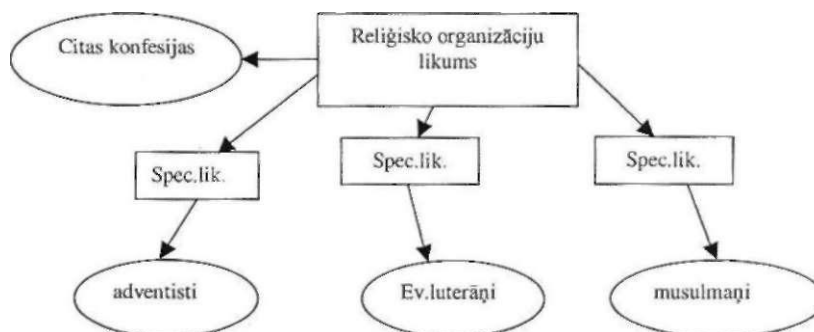 Citas konfesijas
Reliģisko organizāciju
likums
Spec.lik.
Spec.lik.
Spec.lik.
adventisti
Ev.luterāņi
musulmaņi